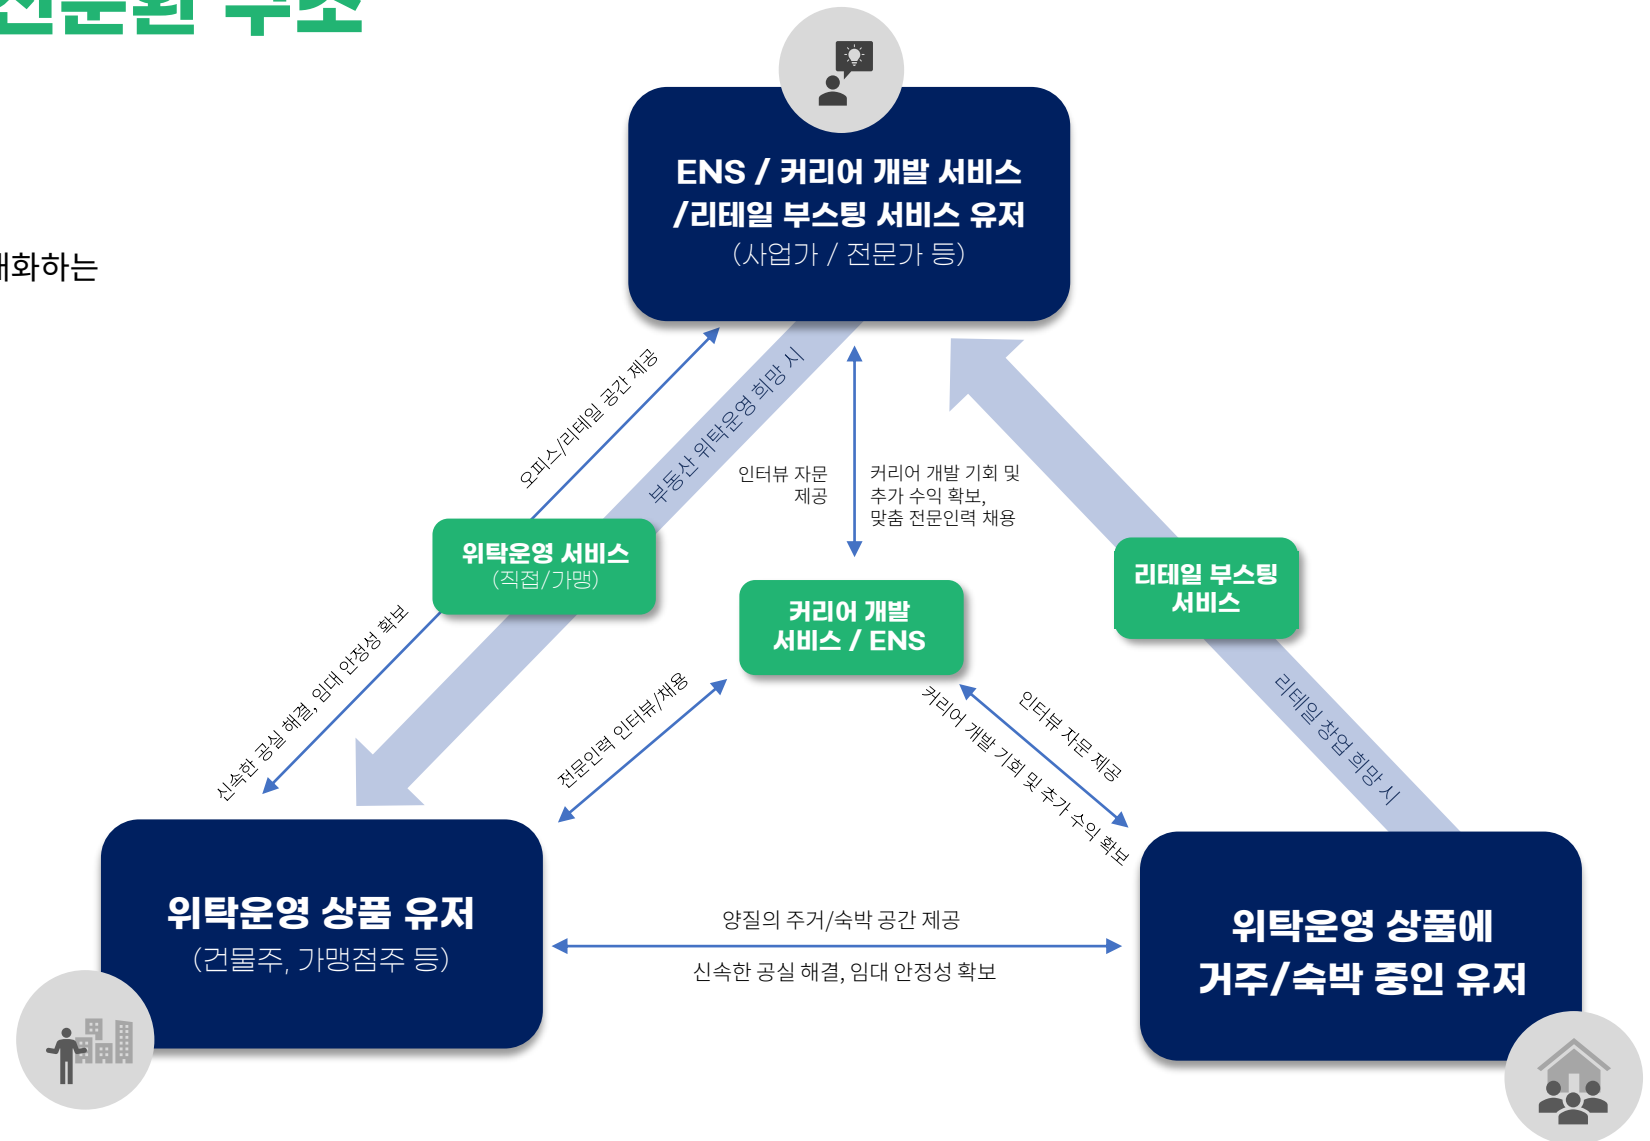 선순환 구조
ENS / 커리어 개발 서비스
/리테일 부스팅 서비스 유저
(사업가 / 전문가 등)
대화하는
오피스/리테일 공간 제공
부동산 위탁운영 희망 시
인터뷰 자문
제공
커리어 개발 기회 및
추가 수익 확보,
맞춤 전문인력 채용
위탁운영 서비스
(직접/가맹)
리테일 부스팅
서비스
커리어 개발
서비스 / ENS
신속한 공실 해결, 임대 안정성 확보
전문인력 인터뷰/채용
인터뷰 자문 제공
커리어 개발 기회 및 추가 수익 확보
리테일 창업 희망 시
위탁운영 상품 유저
(건물주, 가맹점주 등)
양질의 주거/숙박 공간 제공
신속한 공실 해결, 임대 안정성 확보
위탁운영 상품에
거주/숙박 중인 유저